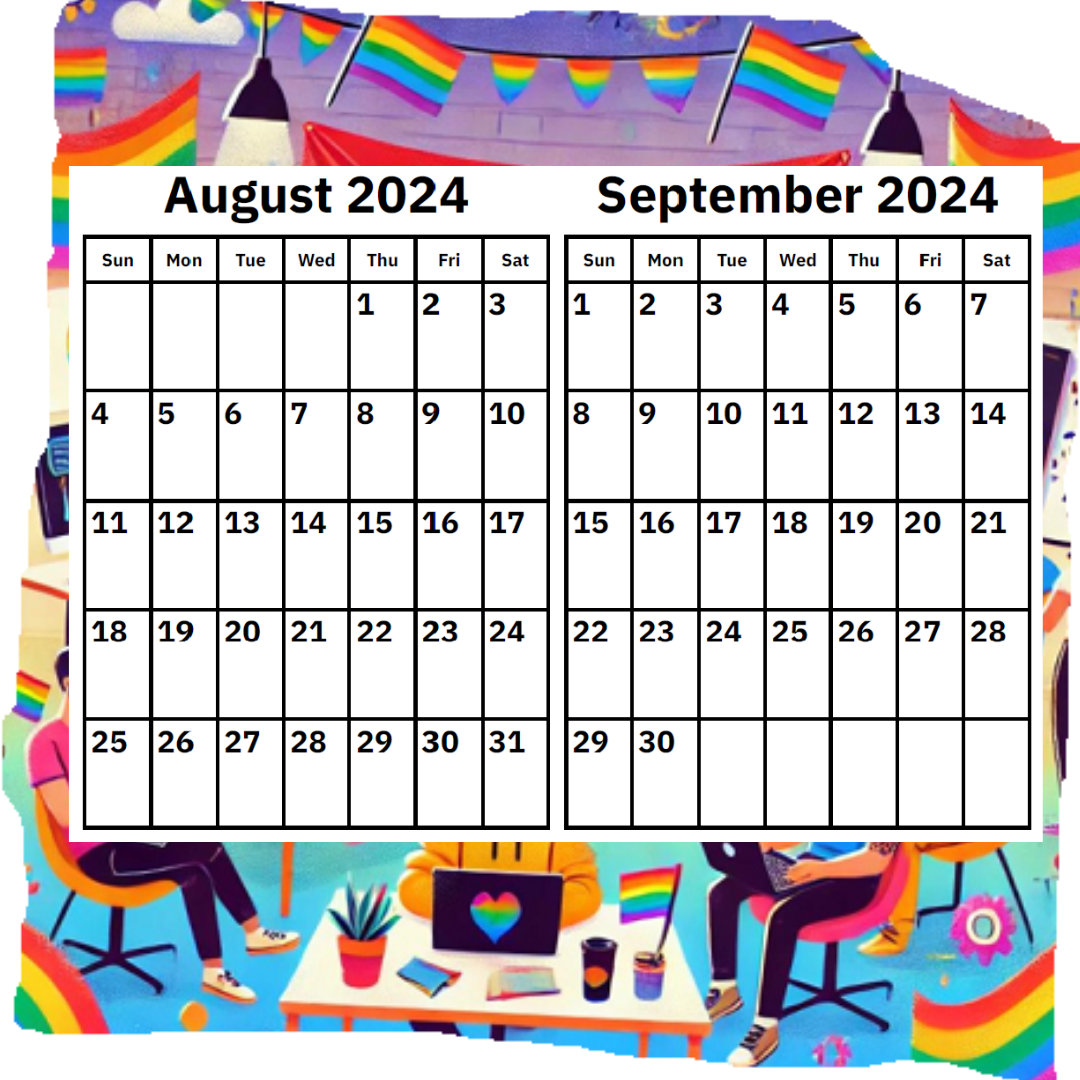 August 2024
Sun Mon Tue Wed Thu Fri Sat
1 2 3
4 5 6 7 8 9 10
11 12 13 14 15 16 17
18 19 20 21 22 23 24
25 26 27 28 29 30 31
September 2024
Sun Mon Tue Wed Thu Fri Sat
1 2 3 4 5 6 7
8 9 10 11 12 13 14
15 16 17 18 19 20 21
22 23 24 25 26 27 28
29 30